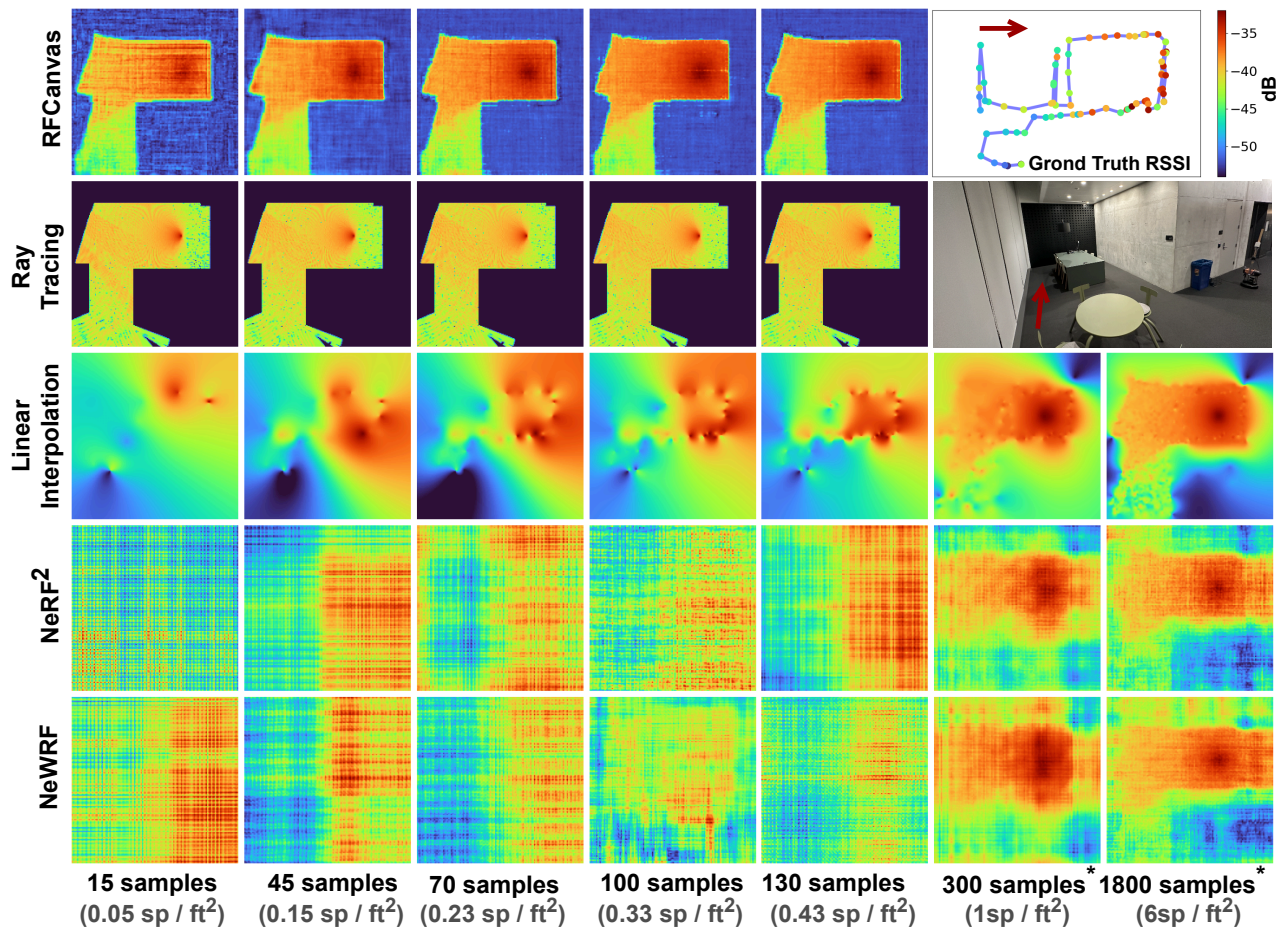 RFCanvas
Grond Truth RSSI
−35
−40
−45
−50
dB
Ray
Tracing
Linear
Interpolation
NeRF²
NeWRF
15 samples
(0.05 sp / ft²)
45 samples
(0.15 sp / ft²)
70 samples
(0.23 sp / ft²)
100 samples
(0.33 sp / ft²)
130 samples
(0.43 sp / ft²)
300 samples*
(1sp / ft²)
1800 samples*
(6sp / ft²)